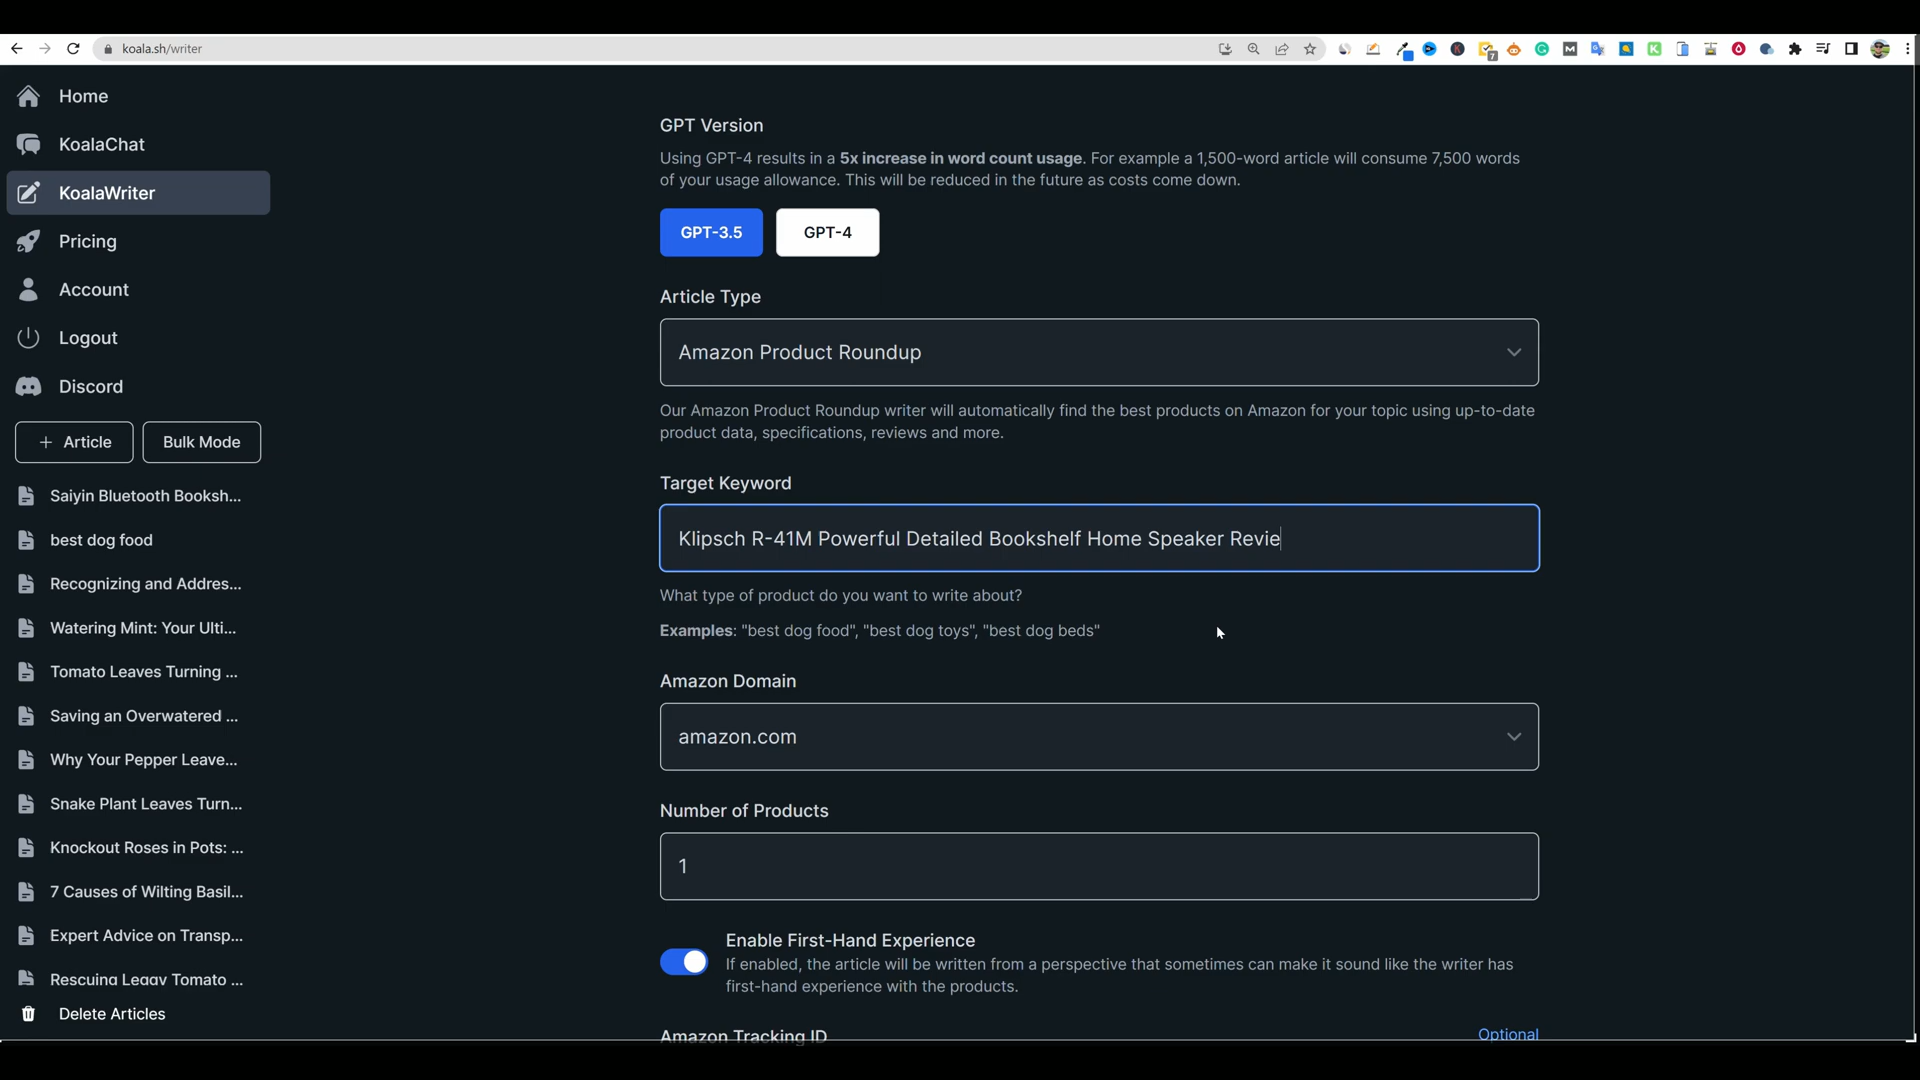 koala.sh/writer
7
Home
KoalaChat
KoalaWriter
Pricing
Account
Logout
Discord
+ Article
Bulk Mode
Saiyin Bluetooth Booksh...
best dog food
Recognizing and Addres...
Watering Mint: Your Ulti...
Tomato Leaves Turning ...
Saving an Overwatered ...
Why Your Pepper Leave...
Snake Plant Leaves Turn...
Knockout Roses in Pots: ...
7 Causes of Wilting Basil...
Expert Advice on Transp...
Rescuing Leggy Tomato ...
Delete Articles
GPT Version
Using GPT-4 results in a 5x increase in word count usage. For example a 1,500-word article will consume 7,500 words
of your usage allowance. This will be reduced in the future as costs come down.
GPT-3.5
GPT-4
Article Type
Amazon Product Roundup
Our Amazon Product Roundup writer will automatically find the best products on Amazon for your topic using up-to-date
product data, specifications, reviews and more.
Target Keyword
Klipsch R-41M Powerful Detailed Bookshelf Home Speaker Revie
What type of product do you want to write about?
Examples: "best dog food", "best dog toys", "best dog beds"
Amazon Domain
amazon.com
Number of Products
1
Enable First-Hand Experience
If enabled, the article will be written from a perspective that sometimes can make it sound like the writer has
first-hand experience with the products.
Amazon Tracking ID
Optional